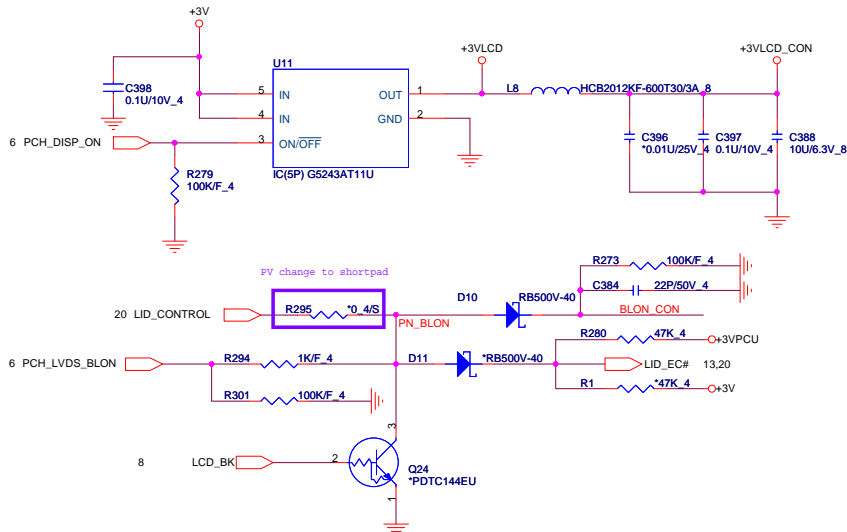 +3V
+3VLCD
+3VLCD_CON
U11
C398
0.1U/10V_4
5
IN
OUT
1
L8
HCB2012KF-600T30/3A_8
4
IN
GND
2
6 PCH_DISP_ON
3
ON/OFF
C396
*0.01U/25V_4
C397
0.1U/10V_4
C388
10U/6.3V_8
R279
100K/F_4
IC(5P) G5243AT11U
PV change to shortpad
R273
100K/F_4
D10
RB500V-40
C384
22P/50V_4
20 LID_CONTROL
R295
*0_4/S
PN_BLON
BLON_CON
R280
47K_4
+3VPCU
6 PCH_LVDS_BLON
R294
1K/F_4
D11
*RB500V-40
LID_EC# 13,20
R301
100K/F_4
R1
*47K_4
+3V
3
8 LCD_BK
2
Q24
*PDTC144EU
1